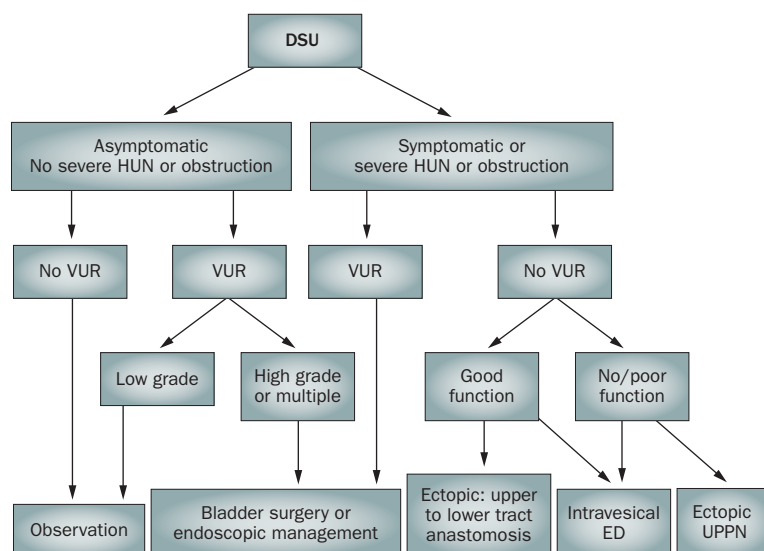 DSU
Asymptomatic
No severe HUN or obstruction
Symptomatic or
severe HUN or obstruction
No VUR
VUR
VUR
No VUR
Low grade
High grade
or multiple
Good
function
No/poor
function
Observation
Bladder surgery or
endoscopic management
Ectopic: upper
to lower tract
anastomosis
Intravesical
ED
Ectopic
UPPN